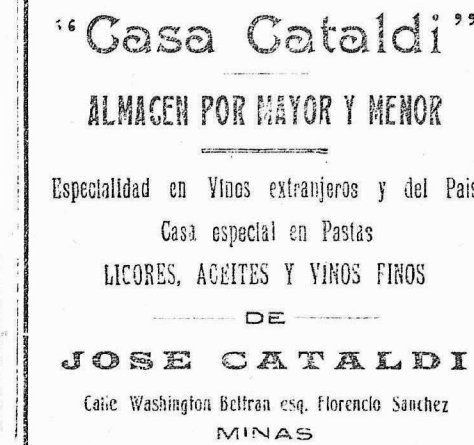 "Casa Cataldi"
ALMACEN POR MAYOR Y MENOR
Especialidad en Vinos extranjeros y del Pais
Casa especial en Pastas
LICORES, ACEITES Y VINOS FINOS
DE
JOSE CATALDI
Calle Washington Beltran esq. Florencio Sanchez
MINAS